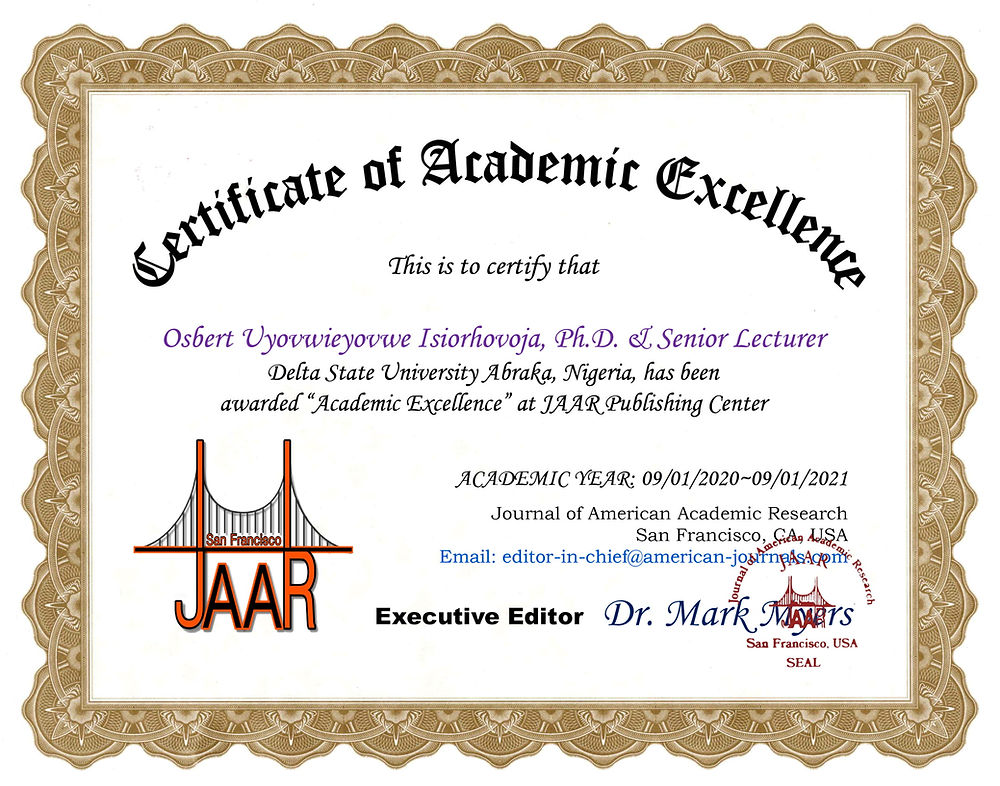 Certificate of Academic Excellence
This is to certify that
Osbert Uyovwieyovwe Isiorhovoja, Ph.D. & Senior Lecturer
Delta State University Abraka, Nigeria, has been
awarded “Academic Excellence” at JAAR Publishing Center
ACADEMIC YEAR: 09/01/2020~09/01/2021
Journal of American Academic Research
San Francisco, CA, USA
Email: editor-in-chief@american-journals.com
San Francisco
JAAR
Executive Editor Dr. Mark Myers
Journal of American Academic Research
JAAR
JAAR
San Francisco, USA
SEAL